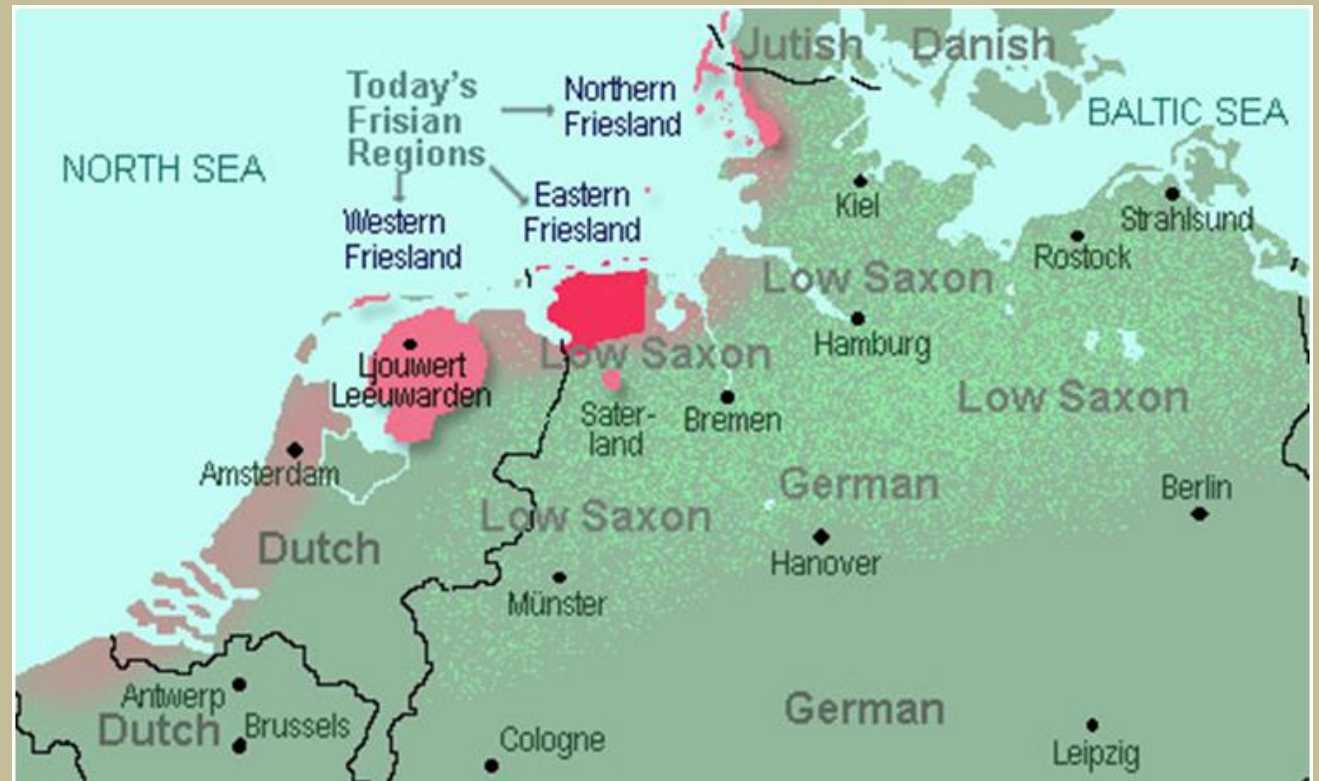 Jutish
Danish
Today's
Frisian
Regions
Northern
Friesland
BALTIC SEA
NORTH SEA
Western
Friesland
Eastern
Friesland
Kiel
Strahlsund
Rostock
Low Saxon
Hamburg
Ljouwert
Leeuwarden
Low Saxon
Sater-
land
Bremen
Low Saxon
Amsterdam
German
Berlin
Low Saxon
Dutch
Hanover
Münster
Antwerp
Dutch
Brussels
Cologne
German
Leipzig